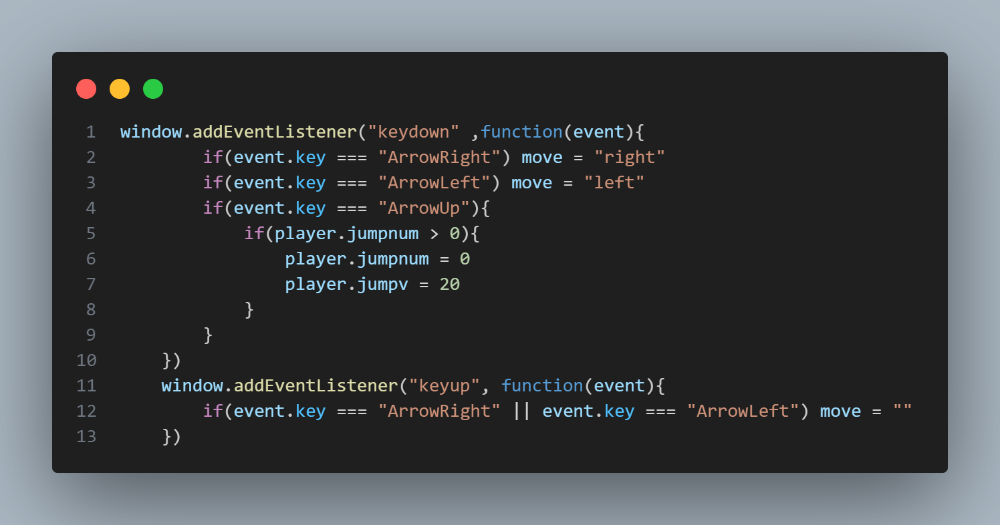 1 window.addEventListener("keydown" ,function(event){
2         if(event.key === "ArrowRight") move = "right"
3         if(event.key === "ArrowLeft") move = "left"
4         if(event.key === "ArrowUp"){
5             if(player.jumpnum > 0){
6                 player.jumpnum = 0
7                 player.jumpv = 20
8             }
9         }
10     })
11     window.addEventListener("keyup", function(event){
12         if(event.key === "ArrowRight" || event.key === "ArrowLeft") move = ""
13     })